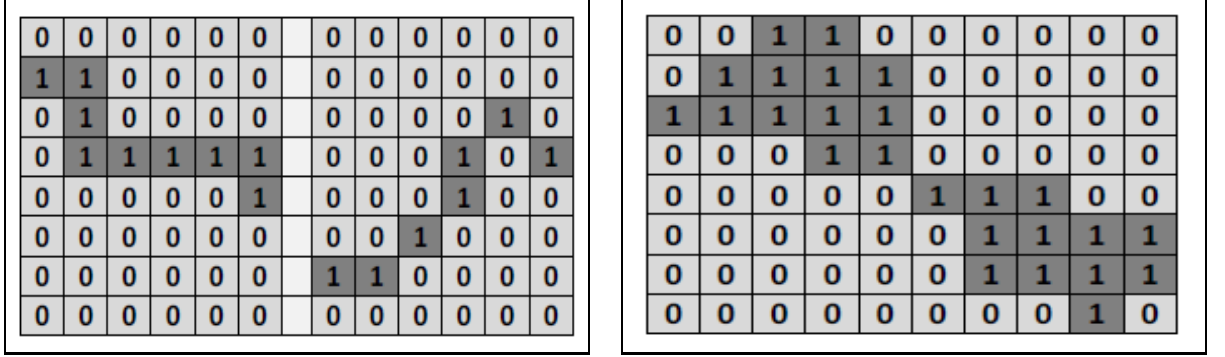 0 0 0 0 0 0 0 0 0 0 0 0
1 1 0 0 0 0 0 0 0 0 0 0
0 1 0 0 0 0 0 0 0 0 1 0
0 1 1 1 1 1 0 0 0 1 0 1
0 0 0 0 0 1 0 0 0 1 0 0
0 0 0 0 0 0 0 0 1 0 0 0
0 0 0 0 0 0 1 1 0 0 0 0
0 0 0 0 0 0 0 0 0 0 0 0
0 0 1 1 0 0 0 0 0 0
0 1 1 1 1 0 0 0 0 0
1 1 1 1 1 0 0 0 0 0
0 0 0 1 1 0 0 0 0 0
0 0 0 0 0 1 1 1 0 0
0 0 0 0 0 0 1 1 1 1
0 0 0 0 0 0 1 1 1 1
0 0 0 0 0 0 0 0 1 0